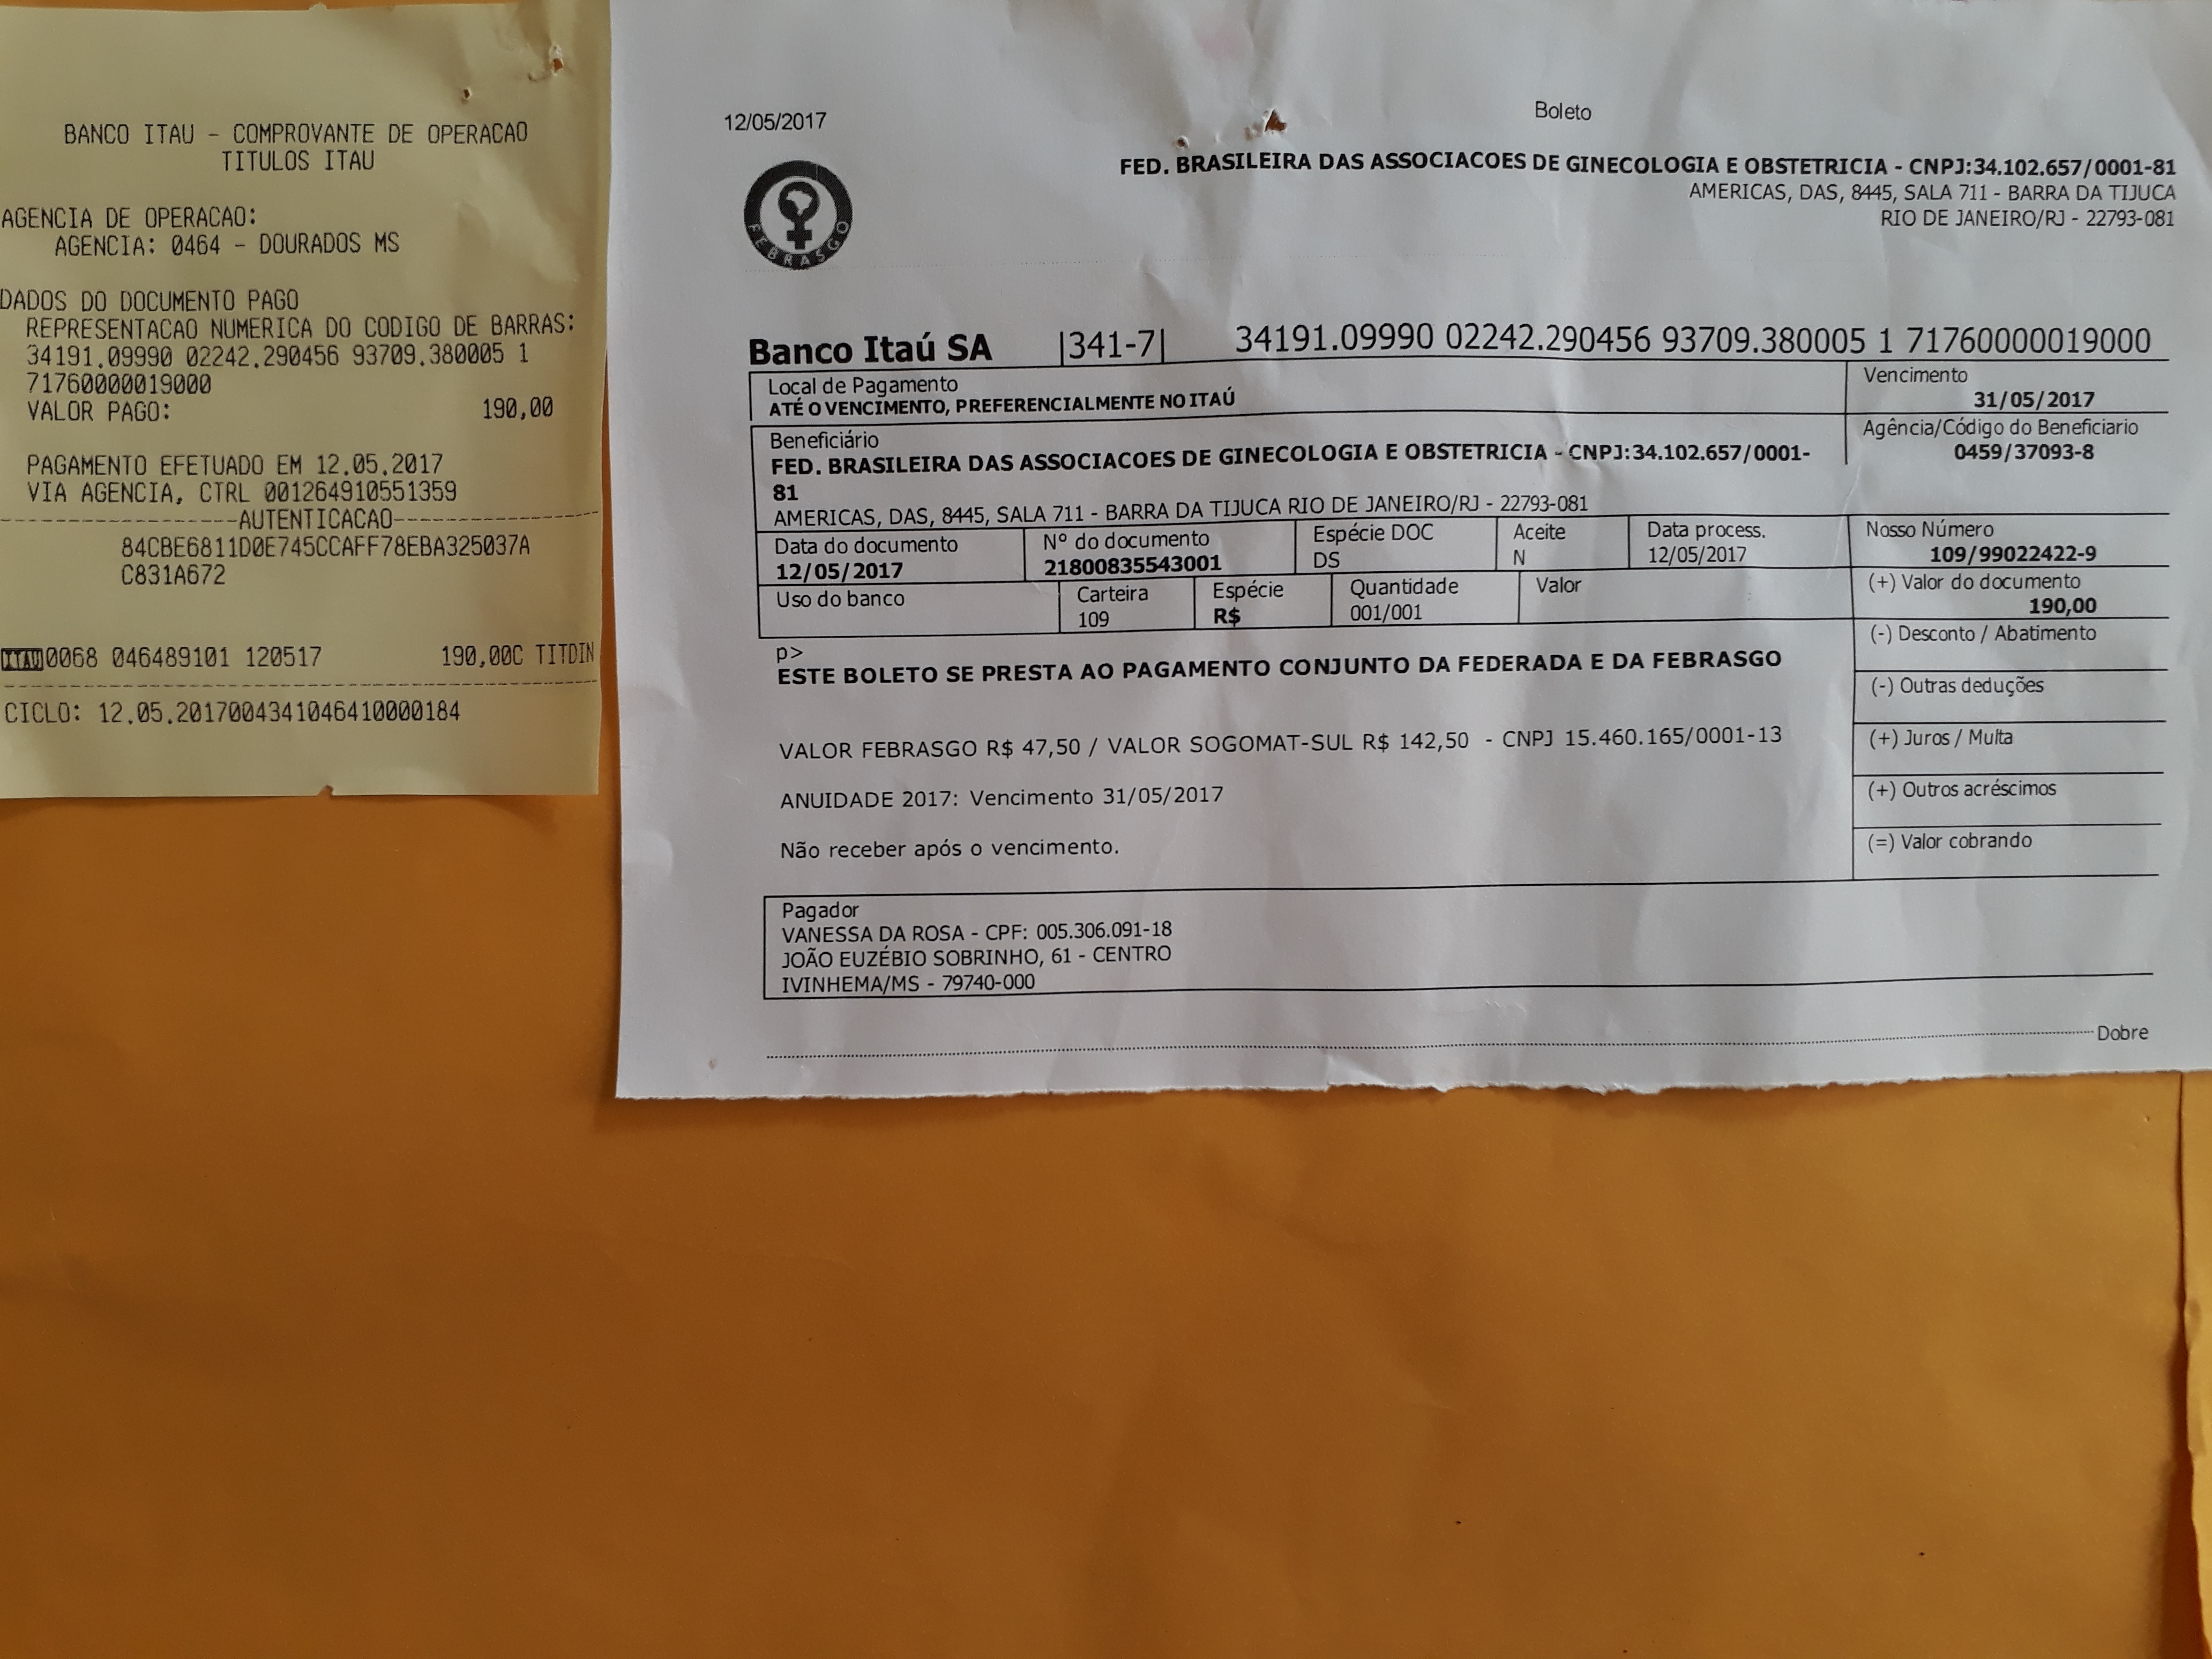 BANCO ITAU - COMPROVANTE DE OPERACAO
TITULOS ITAU
AGENCIA DE OPERACAO:
AGENCIA: 0464 - DOURADOS MS
DADOS DO DOCUMENTO PAGO
REPRESENTACAO NUMERICA DO CODIGO DE BARRAS:
34191.09990 02242.290456 93709.380005 1
71760000019000
VALOR PAGO: 190,00
PAGAMENTO EFETUADO EM 12.05.2017
VIA AGENCIA, CTRL 001264910551359
-----------------AUTENTICACAO-----------------
84CBE6811D0E745CCAFF78EBA325037A
C831A672
ITAU0068 046489101 120517 190,00C TITDIN
CICLO: 12.05.20170043410464100001​84
12/05/2017
Boleto
FEBRASGO
FED. BRASILEIRA DAS ASSOCIACOES DE GINECOLOGIA E OBSTETRICIA - CNPJ:34.102.657/0001-81
AMERICAS, DAS, 8445, SALA 711 - BARRA DA TIJUCA
RIO DE JANEIRO/RJ - 22793-081
Banco Itaú SA |341-7| 34191.09990 02242.290456 93709.380005 1 71760000019000
Local de Pagamento
ATÉ O VENCIMENTO, PREFERENCIALMENTE NO ITAÚ
Vencimento
31/05/2017
Beneficiário
FED. BRASILEIRA DAS ASSOCIACOES DE GINECOLOGIA E OBSTETRICIA - CNPJ:34.102.657/0001-
81
AMERICAS, DAS, 8445, SALA 711 - BARRA DA TIJUCA RIO DE JANEIRO/RJ - 22793-081
Agência/Código do Beneficiario
0459/37093-8
Data do documento
12/05/2017
Nº do documento
21800835543001
Espécie DOC
DS
Aceite
N
Data process.
12/05/2017
Nosso Número
109/99022422-9
Uso do banco
Carteira
109
Espécie
R$
Quantidade
001/001
Valor
(+) Valor do documento
190,00
p>
ESTE BOLETO SE PRESTA AO PAGAMENTO CONJUNTO DA FEDERADA E DA FEBRASGO
VALOR FEBRASGO R$ 47,50 / VALOR SOGOMAT-SUL R$ 142,50 - CNPJ 15.460.165/0001-13
ANUIDADE 2017: Vencimento 31/05/2017
Não receber após o vencimento.
(-) Desconto / Abatimento
(-) Outras deduções
(+) Juros / Multa
(+) Outros acréscimos
(=) Valor cobrando
Pagador
VANESSA DA ROSA - CPF: 005.306.091-18
JOÃO EUZÉBIO SOBRINHO, 61 - CENTRO
IVINHEMA/MS - 79740-000
Dobre